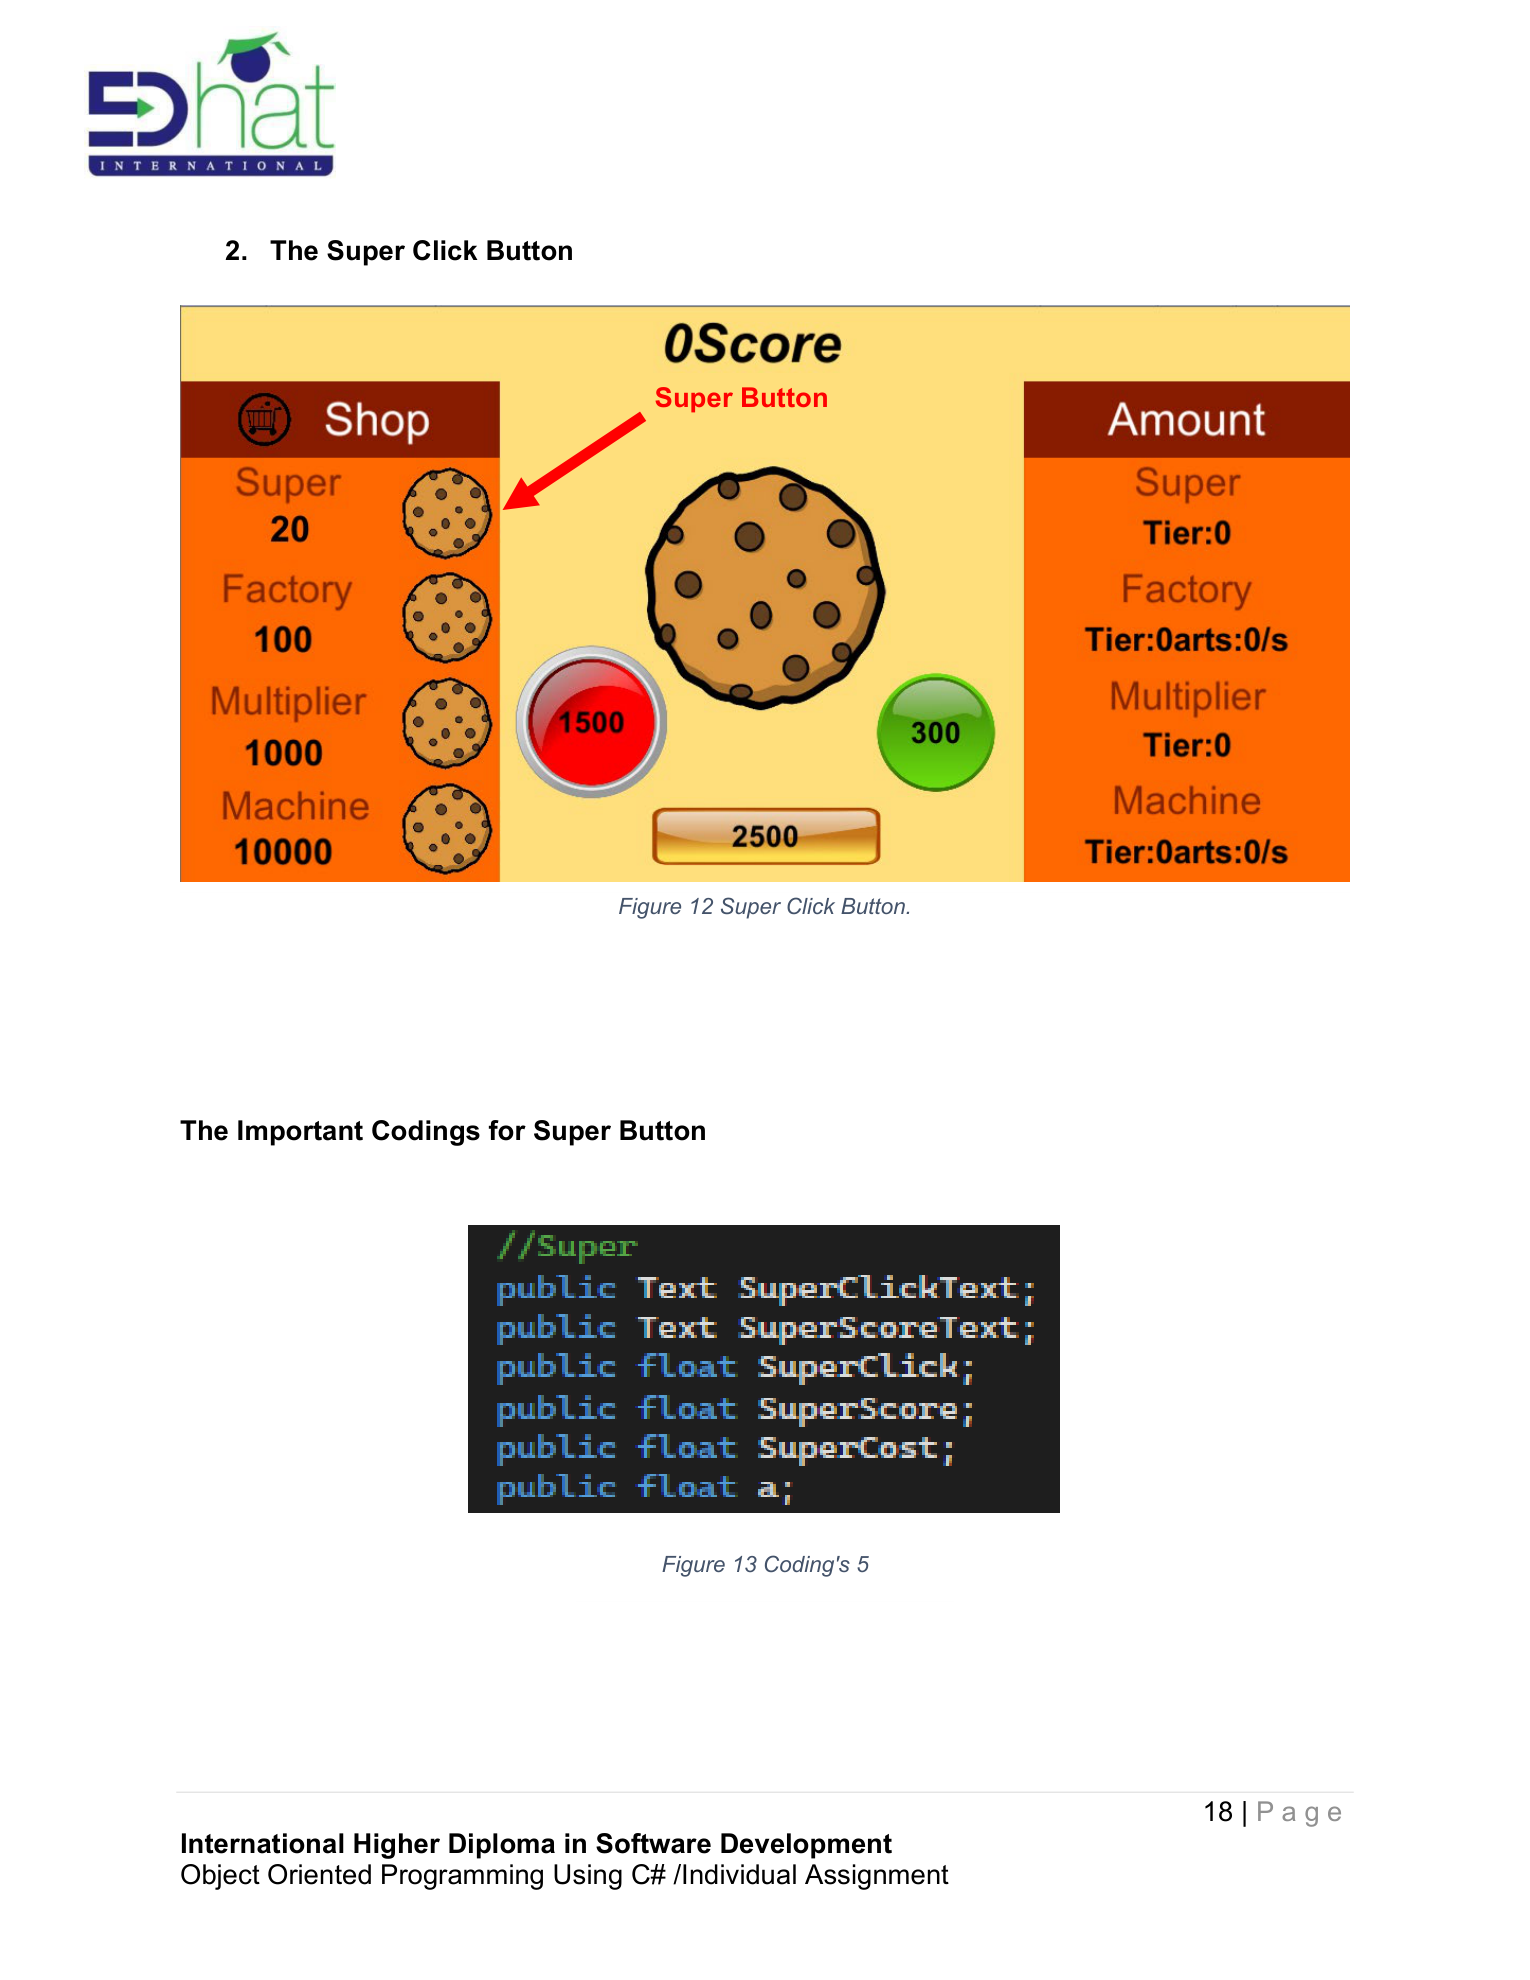 EDhat
INTERNATIONAL
2. The Super Click Button
0Score
Super Button
Shop
Amount
Super
20
Factory
100
Multiplier
1000
Machine
10000
1500
300
2500
Super
Tier:0
Factory
Tier:0arts:0/s
Multiplier
Tier:0
Machine
Tier:0arts:0/s
Figure 12 Super Click Button.
The Important Codings for Super Button
//Super
public Text SuperClickText;
public Text SuperScoreText;
public float SuperClick;
public float SuperScore;
public float SuperCost;
public float a;
Figure 13 Coding's 5
18 | Page
International Higher Diploma in Software Development
Object Oriented Programming Using C# /Individual Assignment